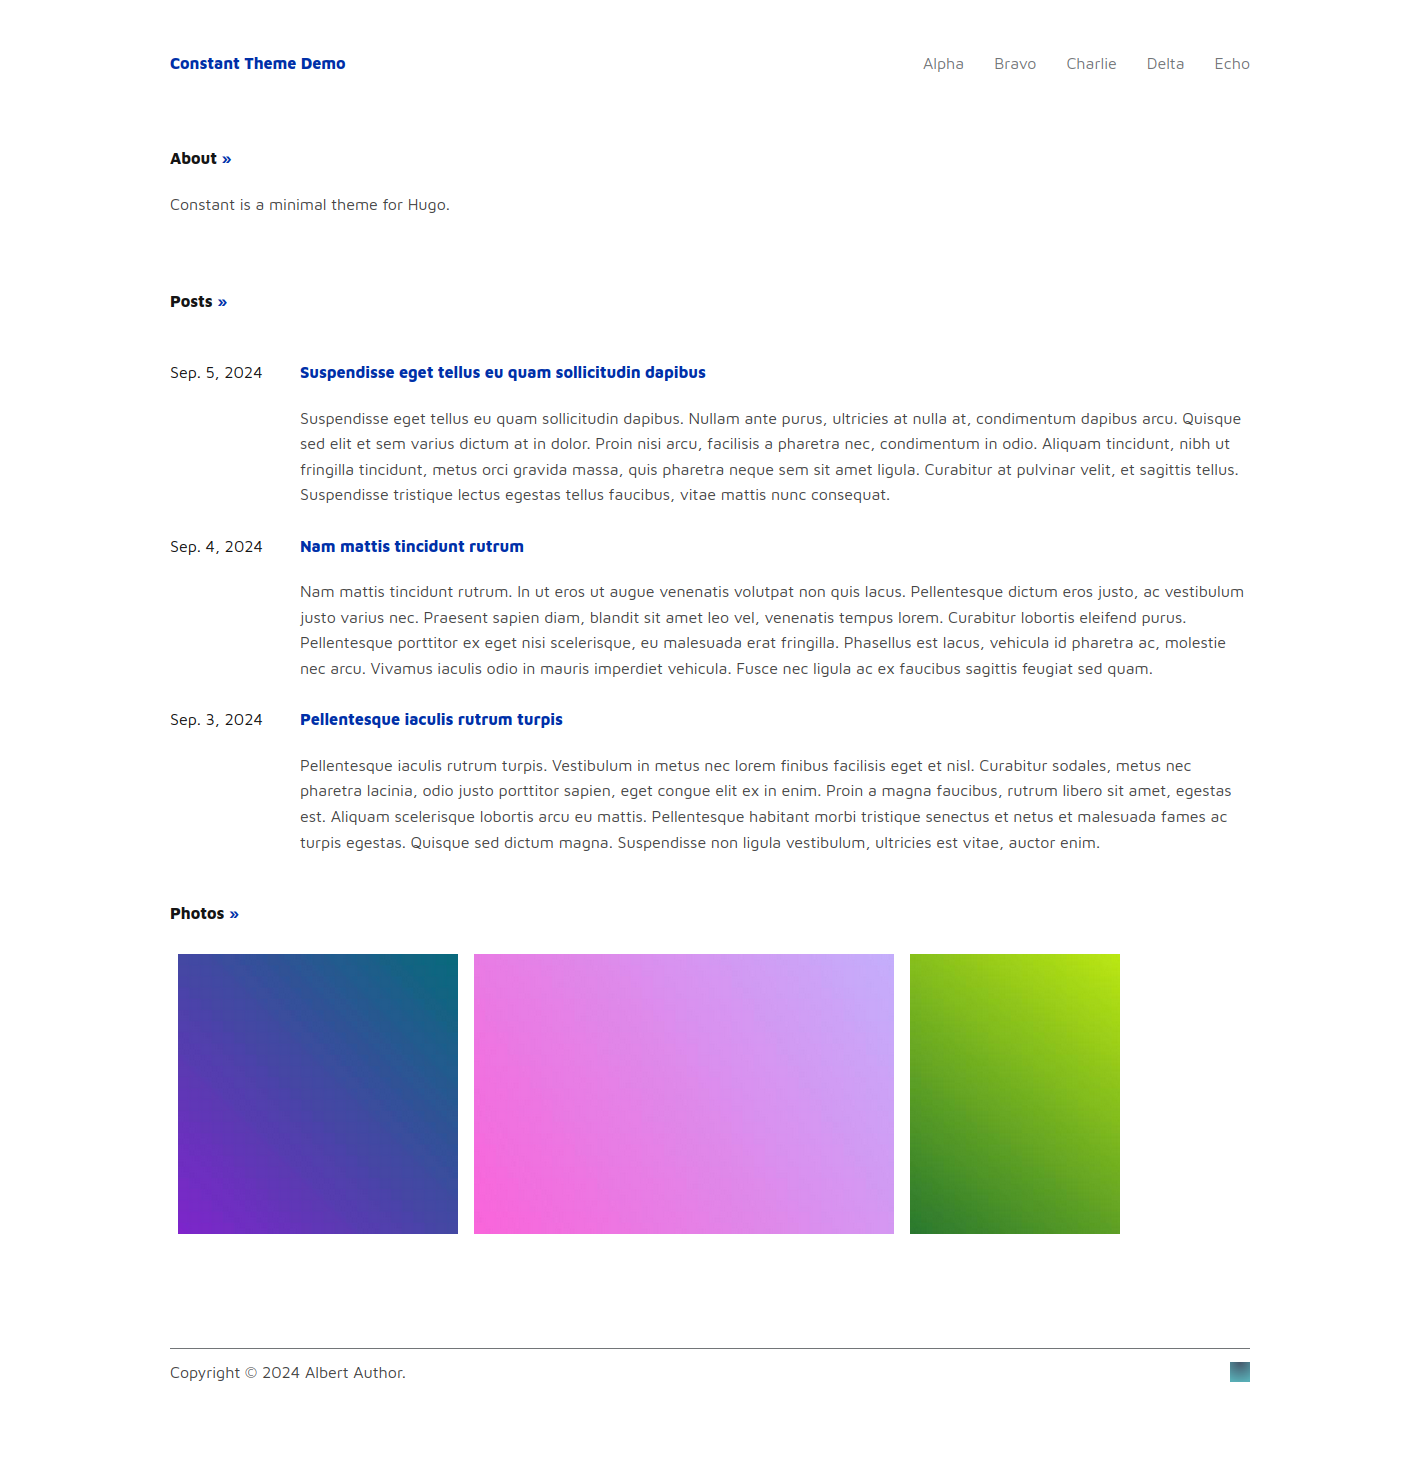 Constant Theme Demo
Alpha Bravo Charlie Delta Echo
About »
Constant is a minimal theme for Hugo.
Posts »
Sep. 5, 2024
Suspendisse eget tellus eu quam sollicitudin dapibus
Suspendisse eget tellus eu quam sollicitudin dapibus. Nullam ante purus, ultricies at nulla at, condimentum dapibus arcu. Quisque
sed elit et sem varius dictum at in dolor. Proin nisi arcu, facilisis a pharetra nec, condimentum in odio. Aliquam tincidunt, nibh ut
fringilla tincidunt, metus orci gravida massa, quis pharetra neque sem sit amet ligula. Curabitur at pulvinar velit, et sagittis tellus.
Suspendisse tristique lectus egestas tellus faucibus, vitae mattis nunc consequat.
Sep. 4, 2024
Nam mattis tincidunt rutrum
Nam mattis tincidunt rutrum. In ut eros ut augue venenatis volutpat non quis lacus. Pellentesque dictum eros justo, ac vestibulum
justo varius nec. Praesent sapien diam, blandit sit amet leo vel, venenatis tempus lorem. Curabitur lobortis eleifend purus.
Pellentesque porttitor ex eget nisi scelerisque, eu malesuada erat fringilla. Phasellus est lacus, vehicula id pharetra ac, molestie
nec arcu. Vivamus iaculis odio in mauris imperdiet vehicula. Fusce nec ligula ac ex faucibus sagittis feugiat sed quam.
Sep. 3, 2024
Pellentesque iaculis rutrum turpis
Pellentesque iaculis rutrum turpis. Vestibulum in metus nec lorem finibus facilisis eget et nisl. Curabitur sodales, metus nec
pharetra lacinia, odio justo porttitor sapien, eget congue elit ex in enim. Proin a magna faucibus, rutrum libero sit amet, egestas
est. Aliquam scelerisque lobortis arcu eu mattis. Pellentesque habitant morbi tristique senectus et netus et malesuada fames ac
turpis egestas. Quisque sed dictum magna. Suspendisse non ligula vestibulum, ultricies est vitae, auctor enim.
Photos »
Copyright © 2024 Albert Author.